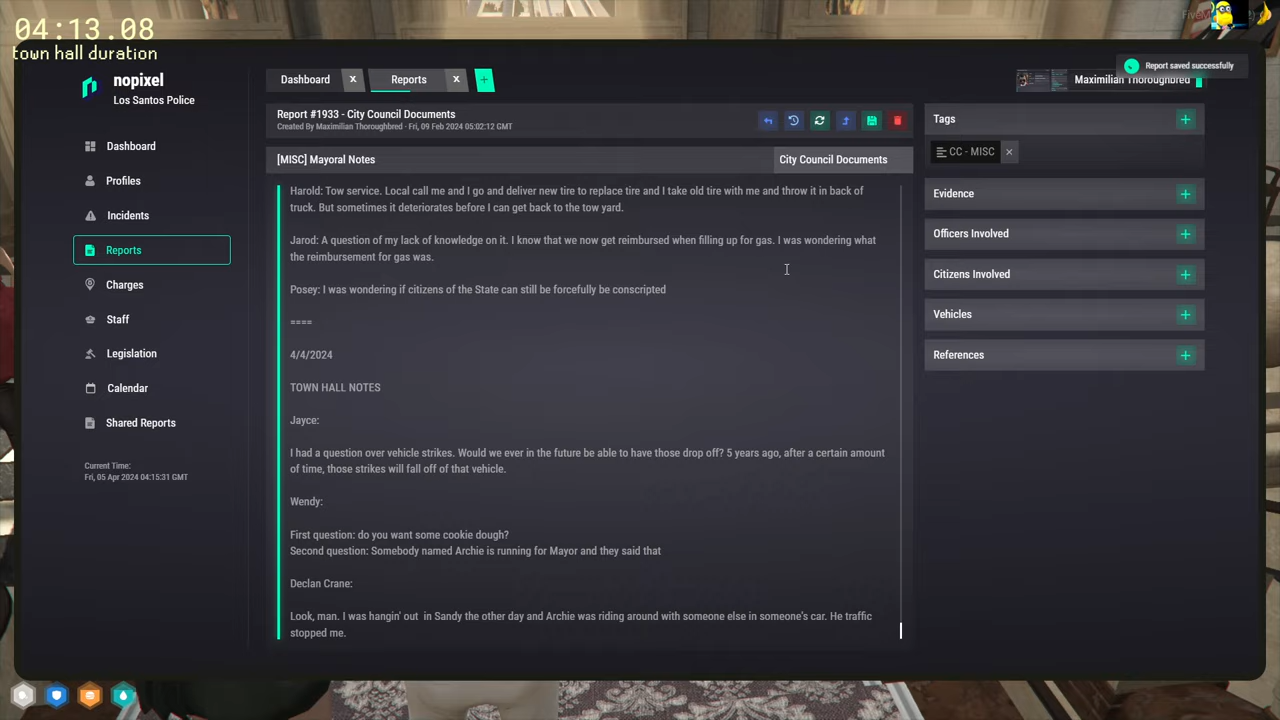 04:13.08
town hall duration
nopixel
Los Santos Police
Dashboard
Profiles
Incidents
Reports
Charges
Staff
Legislation
Calendar
Shared Reports
Current Time:
Fri, 05 Apr 2024 04:15:31 GMT
Dashboard x Reports x +
Report saved successfully
Maximilian Thoroughbred
Report #1933 - City Council Documents
Created By Maximilian Thoroughbred · Fri, 09 Feb 2024 05:02:12 GMT
[MISC] Mayoral Notes
City Council Documents
Harold: Tow service. Local call me and I go and deliver new tire to replace tire and I take old tire with me and throw it in back of
truck. But sometimes it deteriorates before I can get back to the tow yard.
Jarod: A question of my lack of knowledge on it. I know that we now get reimbursed when filling up for gas. I was wondering what
the reimbursement for gas was.
Posey: I was wondering if citizens of the State can still be forcefully be conscripted
====
4/4/2024
TOWN HALL NOTES
Jayce:
I had a question over vehicle strikes. Would we ever in the future be able to have those drop off? 5 years ago, after a certain amount
of time, those strikes will fall off of that vehicle.
Wendy:
First question: do you want some cookie dough?
Second question: Somebody named Archie is running for Mayor and they said that
Declan Crane:
Look, man. I was hangin' out  in Sandy the other day and Archie was riding around with someone else in someone's car. He traffic
stopped me.
Tags
CC - MISC x
Evidence
Officers Involved
Citizens Involved
Vehicles
References